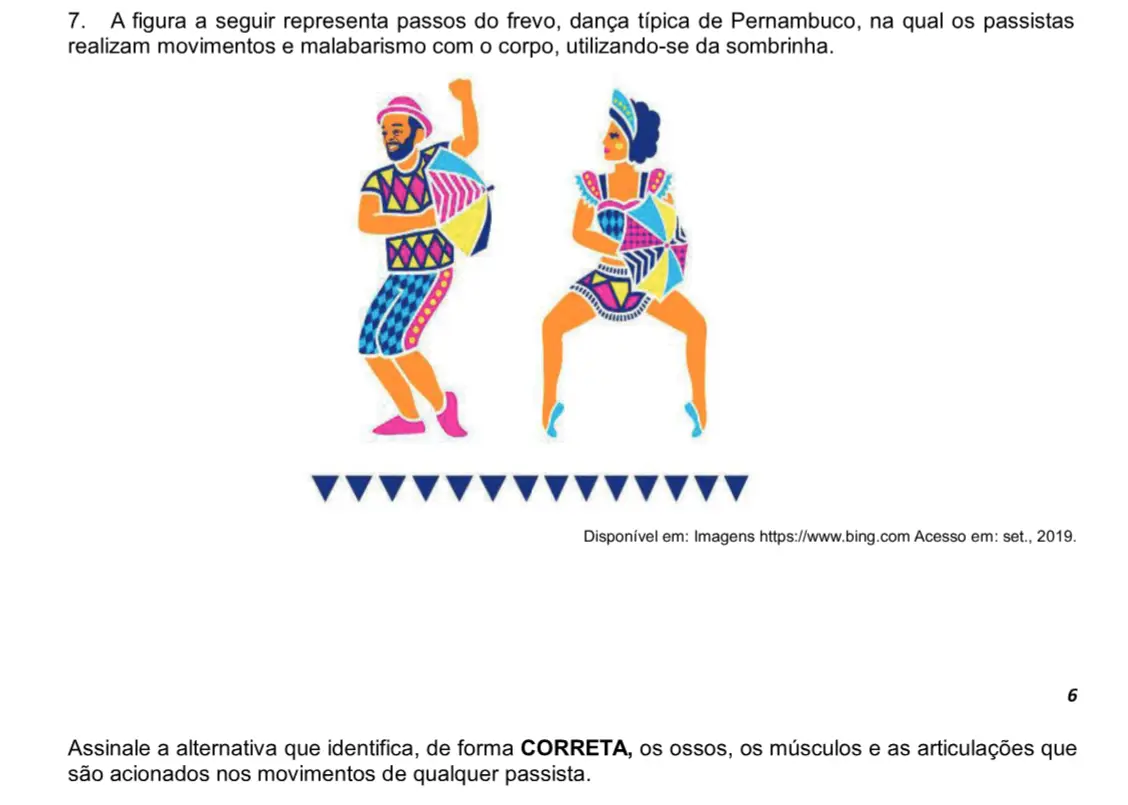 7. A figura a seguir representa passos do frevo, dança típica de Pernambuco, na qual os passistas
realizam movimentos e malabarismo com o corpo, utilizando-se da sombrinha.
Disponível em: Imagens https://www.bing.com Acesso em: set., 2019.
6
Assinale a alternativa que identifica, de forma CORRETA, os ossos, os músculos e as articulações que
são acionados nos movimentos de qualquer passista.